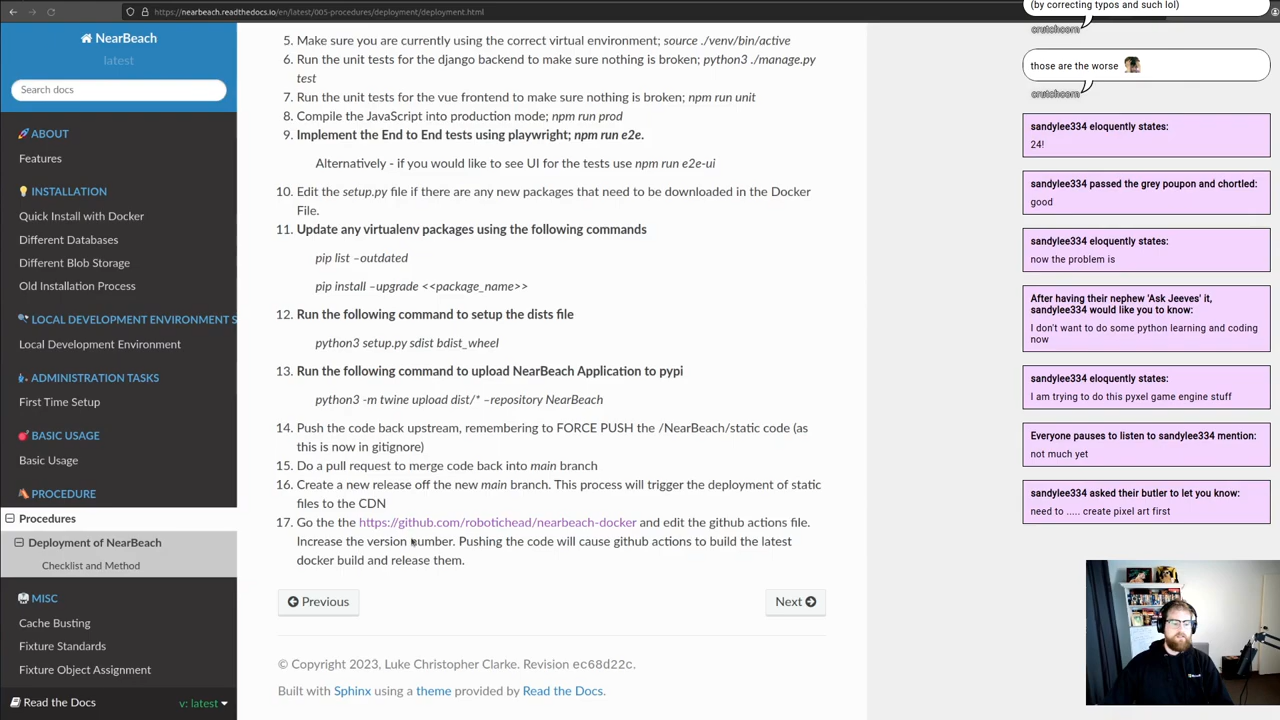 https://nearbeach.readthedocs.io/en/latest/005-procedures/deployment/deployment.html
NearBeach
latest
Search docs
ABOUT
Features
INSTALLATION
Quick Install with Docker
Different Databases
Different Blob Storage
Old Installation Process
LOCAL DEVELOPMENT ENVIRONMENT S
Local Development Environment
ADMINISTRATION TASKS
First Time Setup
BASIC USAGE
Basic Usage
PROCEDURE
Procedures
Deployment of NearBeach
Checklist and Method
MISC
Cache Busting
Fixture Standards
Fixture Object Assignment
Read the Docs
v: latest
5. Make sure you are currently using the correct virtual environment; source ./venv/bin/active
6. Run the unit tests for the django backend to make sure nothing is broken; python3 ./manage.py
test
7. Run the unit tests for the vue frontend to make sure nothing is broken; npm run unit
8. Compile the JavaScript into production mode; npm run prod
9. Implement the End to End tests using playwright; npm run e2e.
Alternatively - if you would like to see UI for the tests use npm run e2e-ui
10. Edit the setup.py file if there are any new packages that need to be downloaded in the Docker
File.
11. Update any virtualenv packages using the following commands
pip list –outdated
pip install –upgrade <<package_name>>
12. Run the following command to setup the dists file
python3 setup.py sdist bdist_wheel
13. Run the following command to upload NearBeach Application to pypi
python3 -m twine upload dist/* –repository NearBeach
14. Push the code back upstream, remembering to FORCE PUSH the /NearBeach/static code (as
this is now in gitignore)
15. Do a pull request to merge code back into main branch
16. Create a new release off the new main branch. This process will trigger the deployment of static
files to the CDN
17. Go the the https://github.com/robotichead/nearbeach-docker and edit the github actions file.
Increase the version number. Pushing the code will cause github actions to build the latest
docker build and release them.
Previous
Next
© Copyright 2023, Luke Christopher Clarke. Revision ec68d22c.
Built with Sphinx using a theme provided by Read the Docs.
(by correcting typos and such lol)
crutchcorn
those are the worse
crutchcorn
sandylee334 eloquently states:
24!
sandylee334 passed the grey poupon and chortled:
good
sandylee334 eloquently states:
now the problem is
After having their nephew 'Ask Jeeves' it,
sandylee334 would like you to know:
I don't want to do some python learning and coding
now
sandylee334 eloquently states:
I am trying to do this pyxel game engine stuff
Everyone pauses to listen to sandylee334 mention:
not much yet
sandylee334 asked their butler to let you know:
need to ..... create pixel art first